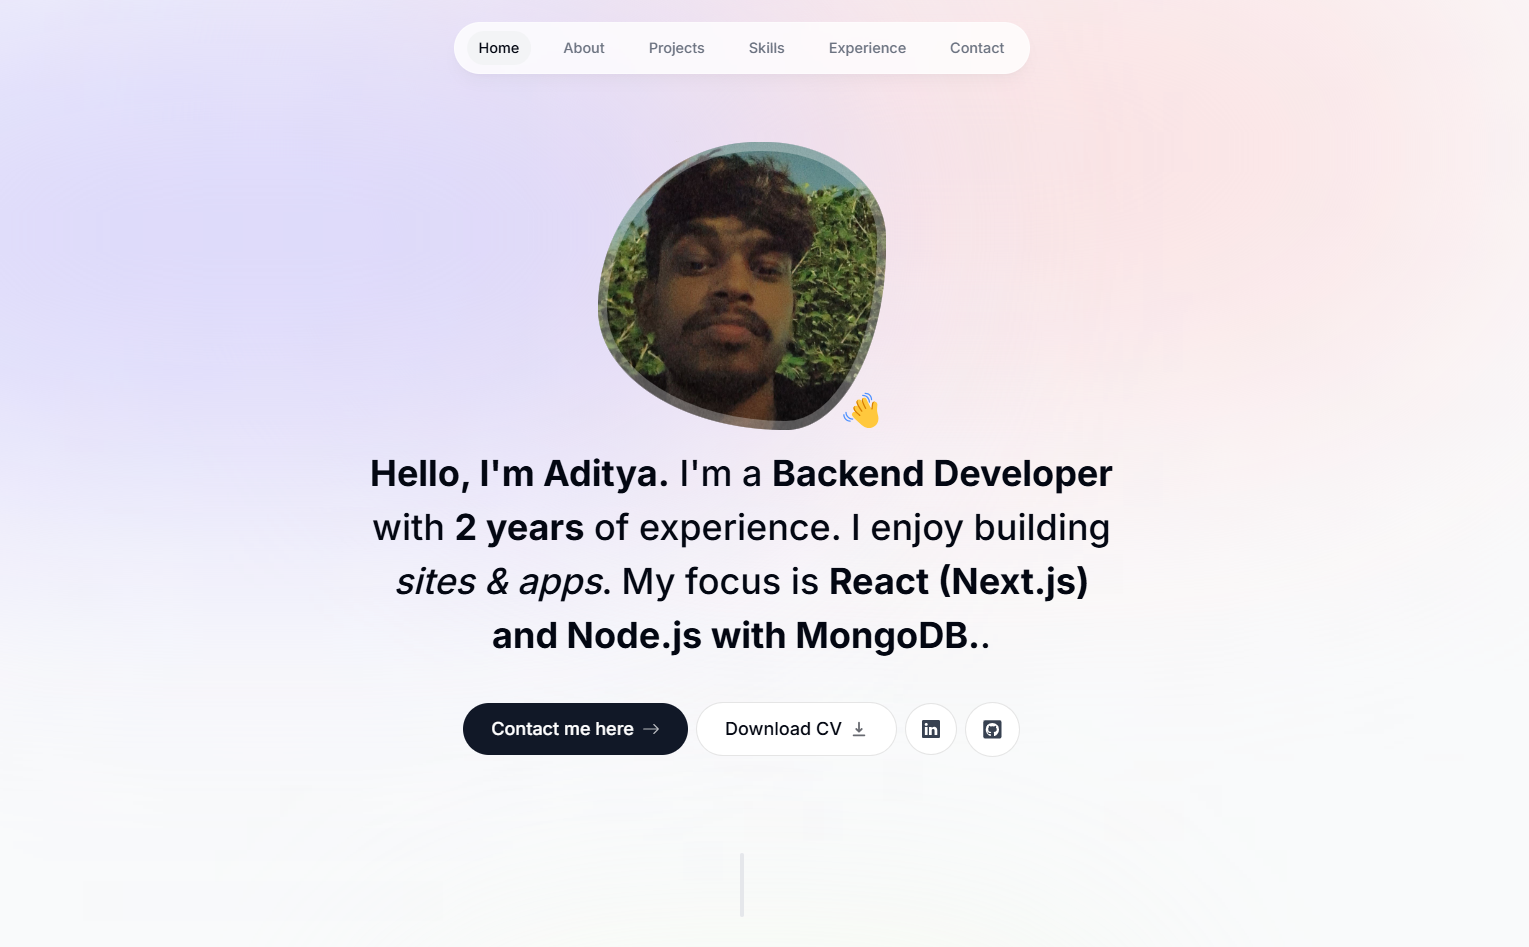 Home About Projects Skills Experience Contact
Hello, I'm Aditya. I'm a Backend Developer
with 2 years of experience. I enjoy building
sites & apps. My focus is React (Next.js)
and Node.js with MongoDB..
Contact me here → Download CV in